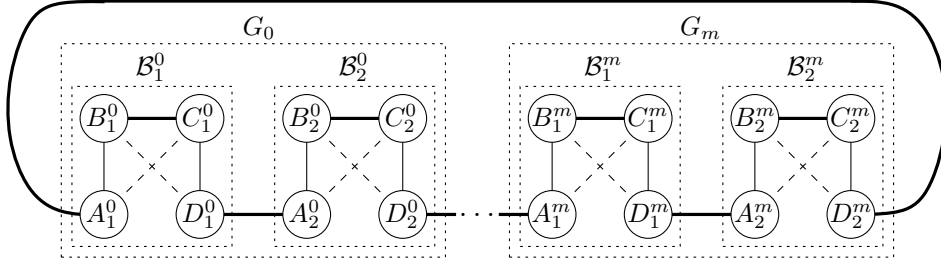 G_0 G_m
𝓑_1^0 𝓑_2^0 𝓑_1^m 𝓑_2^m
B_1^0 C_1^0 B_2^0 C_2^0 B_1^m C_1^m B_2^m C_2^m
A_1^0 D_1^0 A_2^0 D_2^0 · · · A_1^m D_1^m A_2^m D_2^m